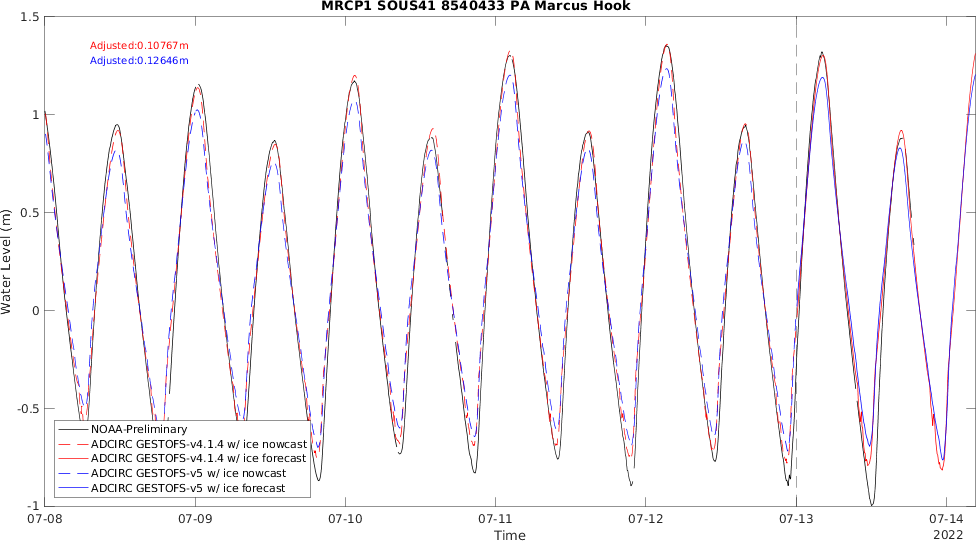 MRCP1 SOUS41 8540433 PA Marcus Hook
1.5
Adjusted:0.10767m
Adjusted:0.12646m
1
0.5
Water Level (m)
0
-0.5
NOAA-Preliminary
ADCIRC GESTOFS-v4.1.4 w/ ice nowcast
ADCIRC GESTOFS-v4.1.4 w/ ice forecast
ADCIRC GESTOFS-v5 w/ ice nowcast
ADCIRC GESTOFS-v5 w/ ice forecast
-1
07-08 07-09 07-10 07-11 07-12 07-13 07-14
Time 2022